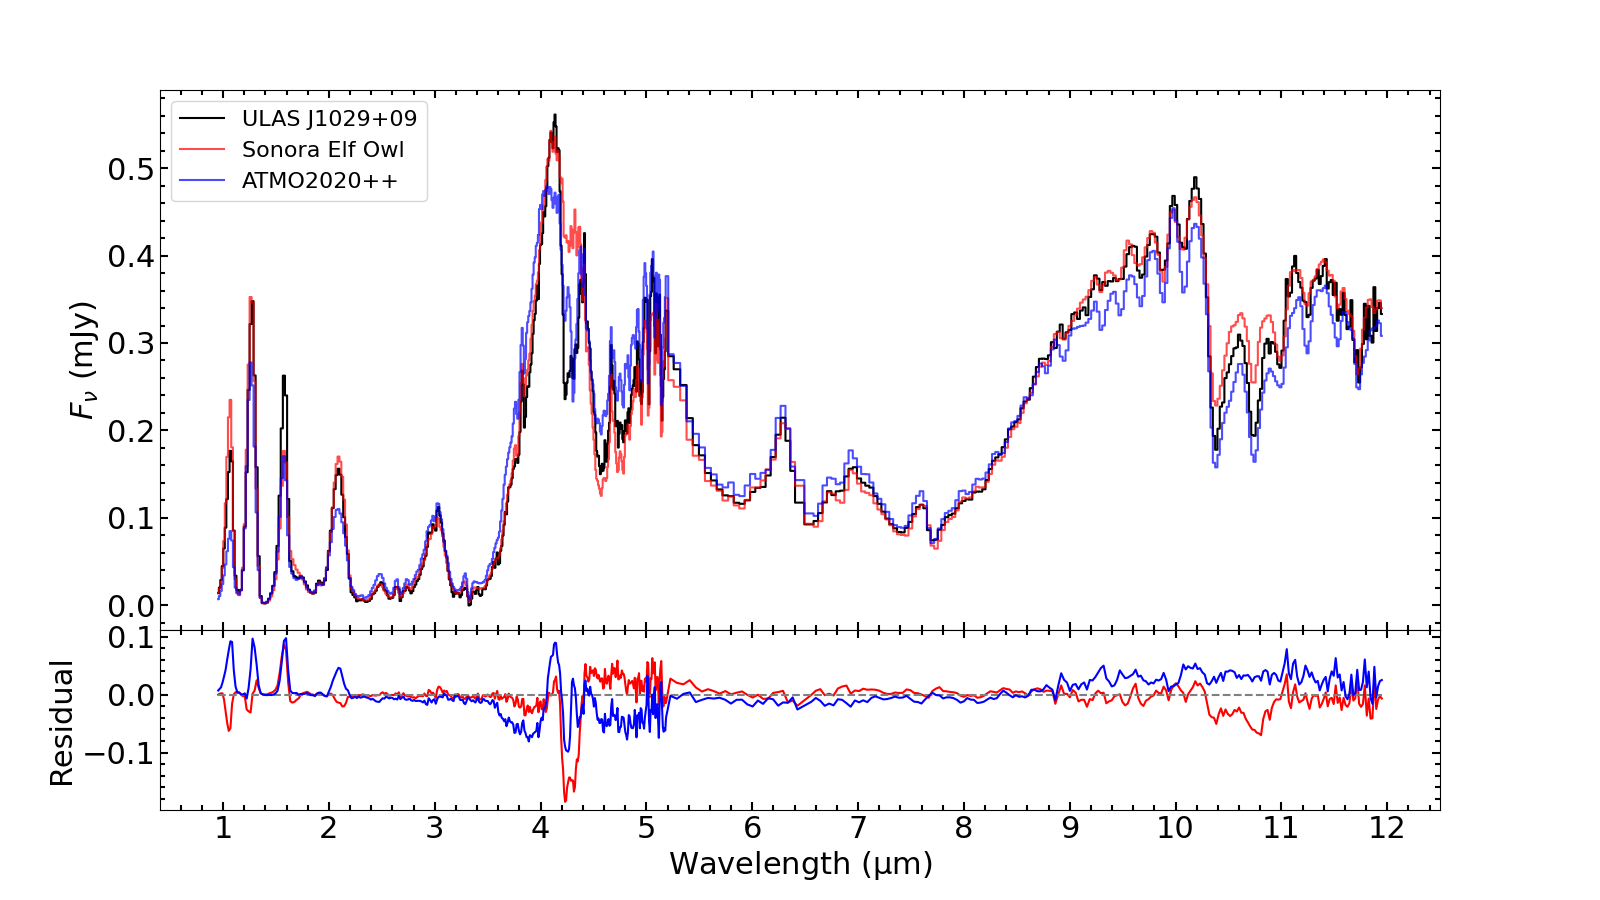 ULAS J1029+09
Sonora Elf Owl
ATMO2020++
0.5
0.4
0.3
0.2
0.1
0.0
Fν (mJy)
0.1
0.0
−0.1
Residual
1 2 3 4 5 6 7 8 9 10 11 12
Wavelength (μm)